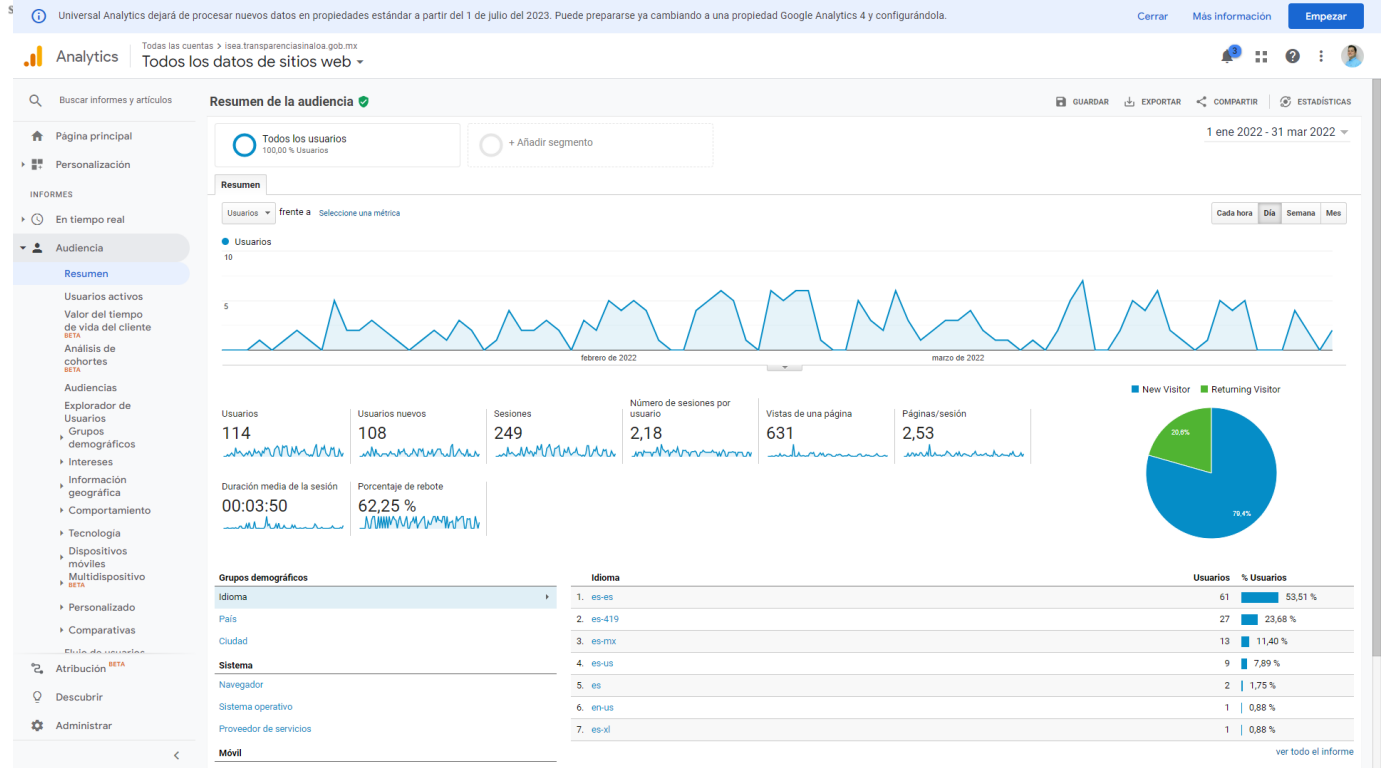 s
Universal Analytics dejará de procesar nuevos datos en propiedades estándar a partir del 1 de julio del 2023. Puede prepararse ya cambiando a una propiedad Google Analytics 4 y configurándola.
Cerrar
Más información
Empezar
Analytics
Todas las cuentas > isea.transparenciasinaloa.gob.mx
Todos los datos de sitios web
3
Buscar informes y artículos
Página principal
Personalización
INFORMES
En tiempo real
Audiencia
Resumen
Usuarios activos
Valor del tiempo
de vida del cliente
BETA
Análisis de
cohortes
BETA
Audiencias
Explorador de
Usuarios
Grupos
demográficos
Intereses
Información
geográfica
Comportamiento
Tecnología
Dispositivos
móviles
Multidispositivo
BETA
Personalizado
Comparativas
Flujo de usuarios
Atribución BETA
Descubrir
Administrar
Resumen de la audiencia
GUARDAR
EXPORTAR
COMPARTIR
ESTADÍSTICAS
Todos los usuarios
100,00 % Usuarios
+ Añadir segmento
1 ene 2022 - 31 mar 2022
Resumen
Usuarios
frente a
Seleccione una métrica
Cada hora
Día
Semana
Mes
Usuarios
10
5
febrero de 2022
marzo de 2022
New Visitor
Returning Visitor
20,6%
79,4%
Usuarios
114
Usuarios nuevos
108
Sesiones
249
Número de sesiones por
usuario
2,18
Vistas de una página
631
Páginas/sesión
2,53
Duración media de la sesión
00:03:50
Porcentaje de rebote
62,25 %
Grupos demográficos
Idioma
País
Ciudad
Sistema
Navegador
Sistema operativo
Proveedor de servicios
Móvil
Idioma Usuarios % Usuarios
1. es-es 61 53,51 %
2. es-419 27 23,68 %
3. es-mx 13 11,40 %
4. es-us 9 7,89 %
5. es 2 1,75 %
6. en-us 1 0,88 %
7. es-xl 1 0,88 %
ver todo el informe